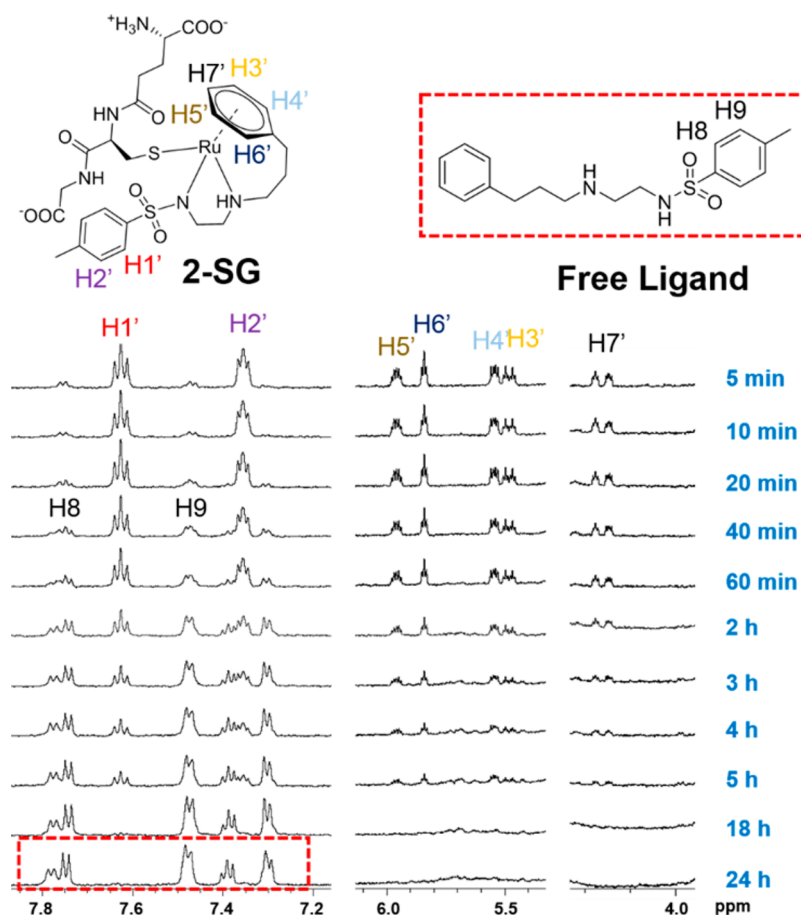 ⁺H₃N COO⁻
H7' H3'
O H5' H4'
NH
O Ru H6'
S
NH O
O S N HN
⁻OOC O
H2' H1' 2-SG
H9
H8
O
H
N S
N O
H
Free Ligand
H1' H2' H5' H6' H4' H3' H7'
5 min
10 min
20 min
H8 H9 40 min
60 min
2 h
3 h
4 h
5 h
18 h
24 h
7.8 7.6 7.4 7.2 6.0 5.5 4.0 ppm